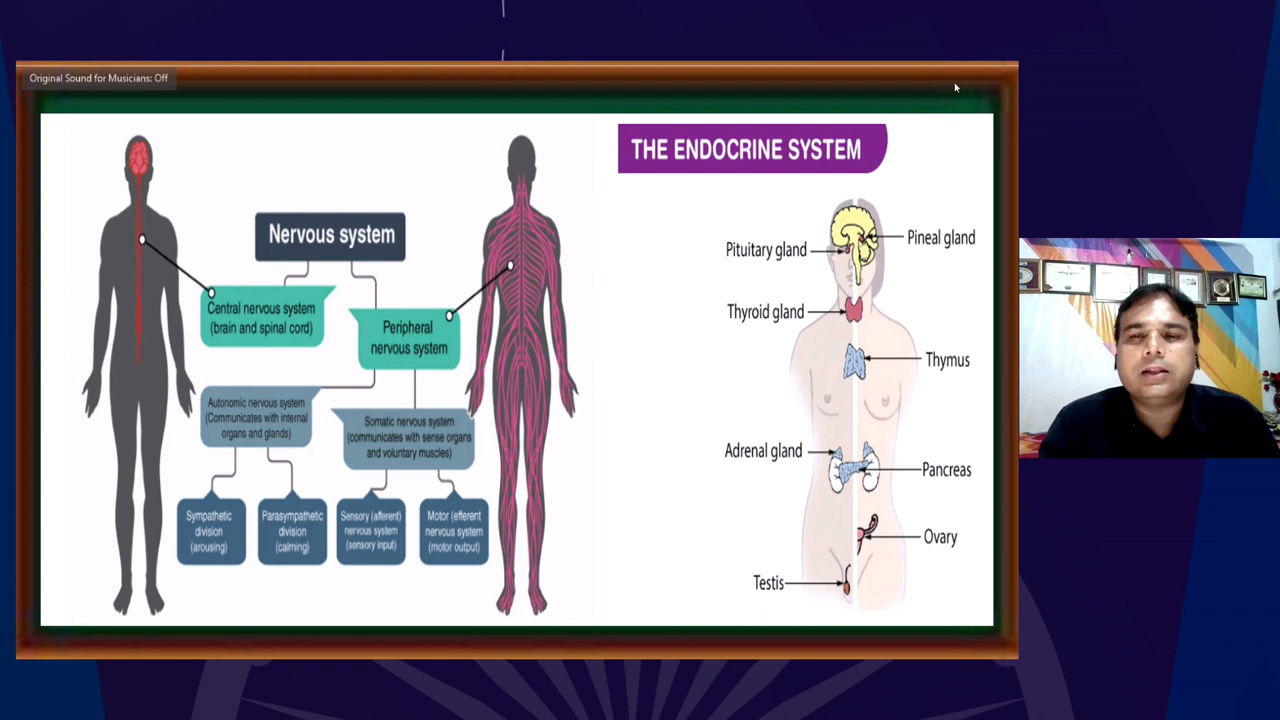 Original Sound for Musicians: Off
Nervous system
Central nervous system
(brain and spinal cord)
Peripheral
nervous system
Autonomic nervous system
(Communicates with internal
organs and glands)
Somatic nervous system
(communicates with sense organs
and voluntary muscles)
Sympathetic
division
(arousing)
Parasympathetic
division
(calming)
Sensory (afferent)
nervous system
(sensory input)
Motor (efferent
nervous system
(motor output)
THE ENDOCRINE SYSTEM
Pituitary gland
Pineal gland
Thyroid gland
Thymus
Adrenal gland
Pancreas
Ovary
Testis